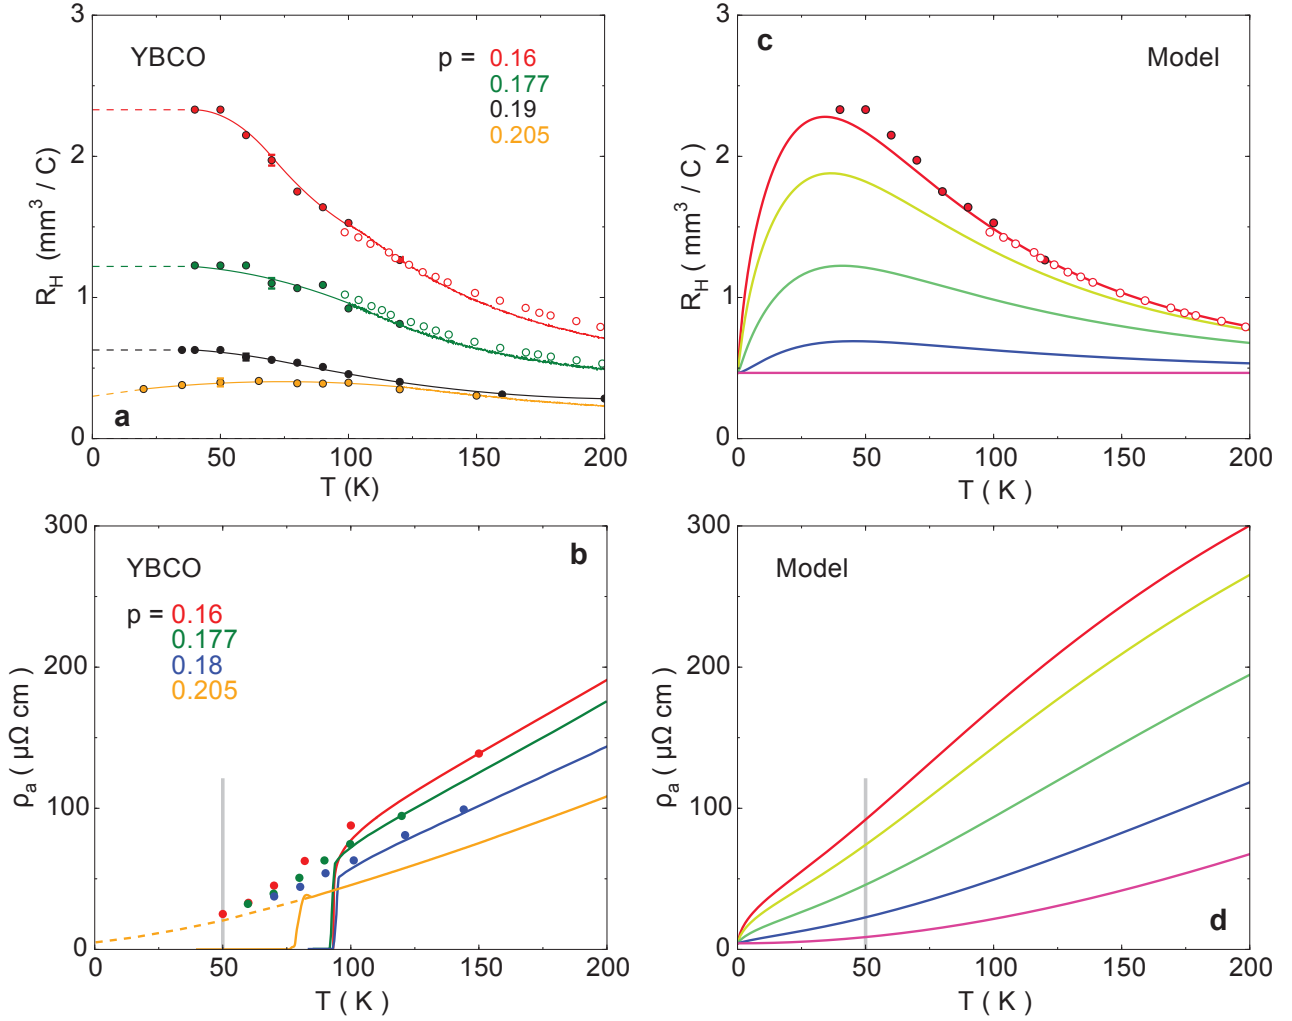 3
YBCO
p =
0.16
0.177
0.19
0.205
2
1
0
a
R_H (mm³ / C)
0
50
100
150
200
T (K)
3
c
Model
2
1
0
R_H ( mm³ / C)
0
50
100
150
200
T ( K )
300
YBCO
b
p =
0.16
0.177
0.18
0.205
200
100
0
ρ_a ( μΩ cm )
0
50
100
150
200
T ( K )
300
Model
200
100
0
d
ρ_a ( μΩ cm )
0
50
100
150
200
T ( K )